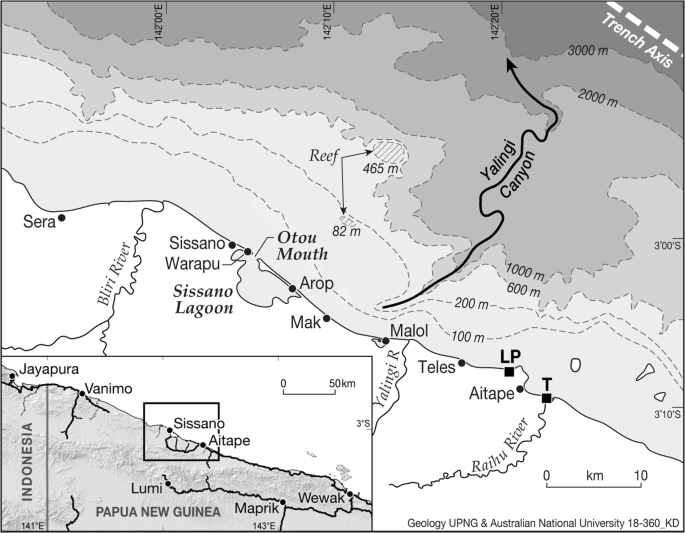 142°00'E
142°10'E
142°20'E
Trench Axis
3000 m
2000 m
Yalingi
Canyon
Reef
465 m
82 m
Sera
Bliri River
Sissano
Warapu
Otou
Mouth
Sissano
Lagoon
Arop
Mak
3°00'S
1000 m
600 m
200 m
100 m
Malol
Yalingi R
Teles
LP
Aitape
T
3°10'S
Raihu River
0 km 10
Jayapura
Vanimo
0 50km
Sissano
3°S
Aitape
INDONESIA
Lumi
Maprik
Wewak
141°E
PAPUA NEW GUINEA
143°E
Geology UPNG & Australian National University 18-360_KD